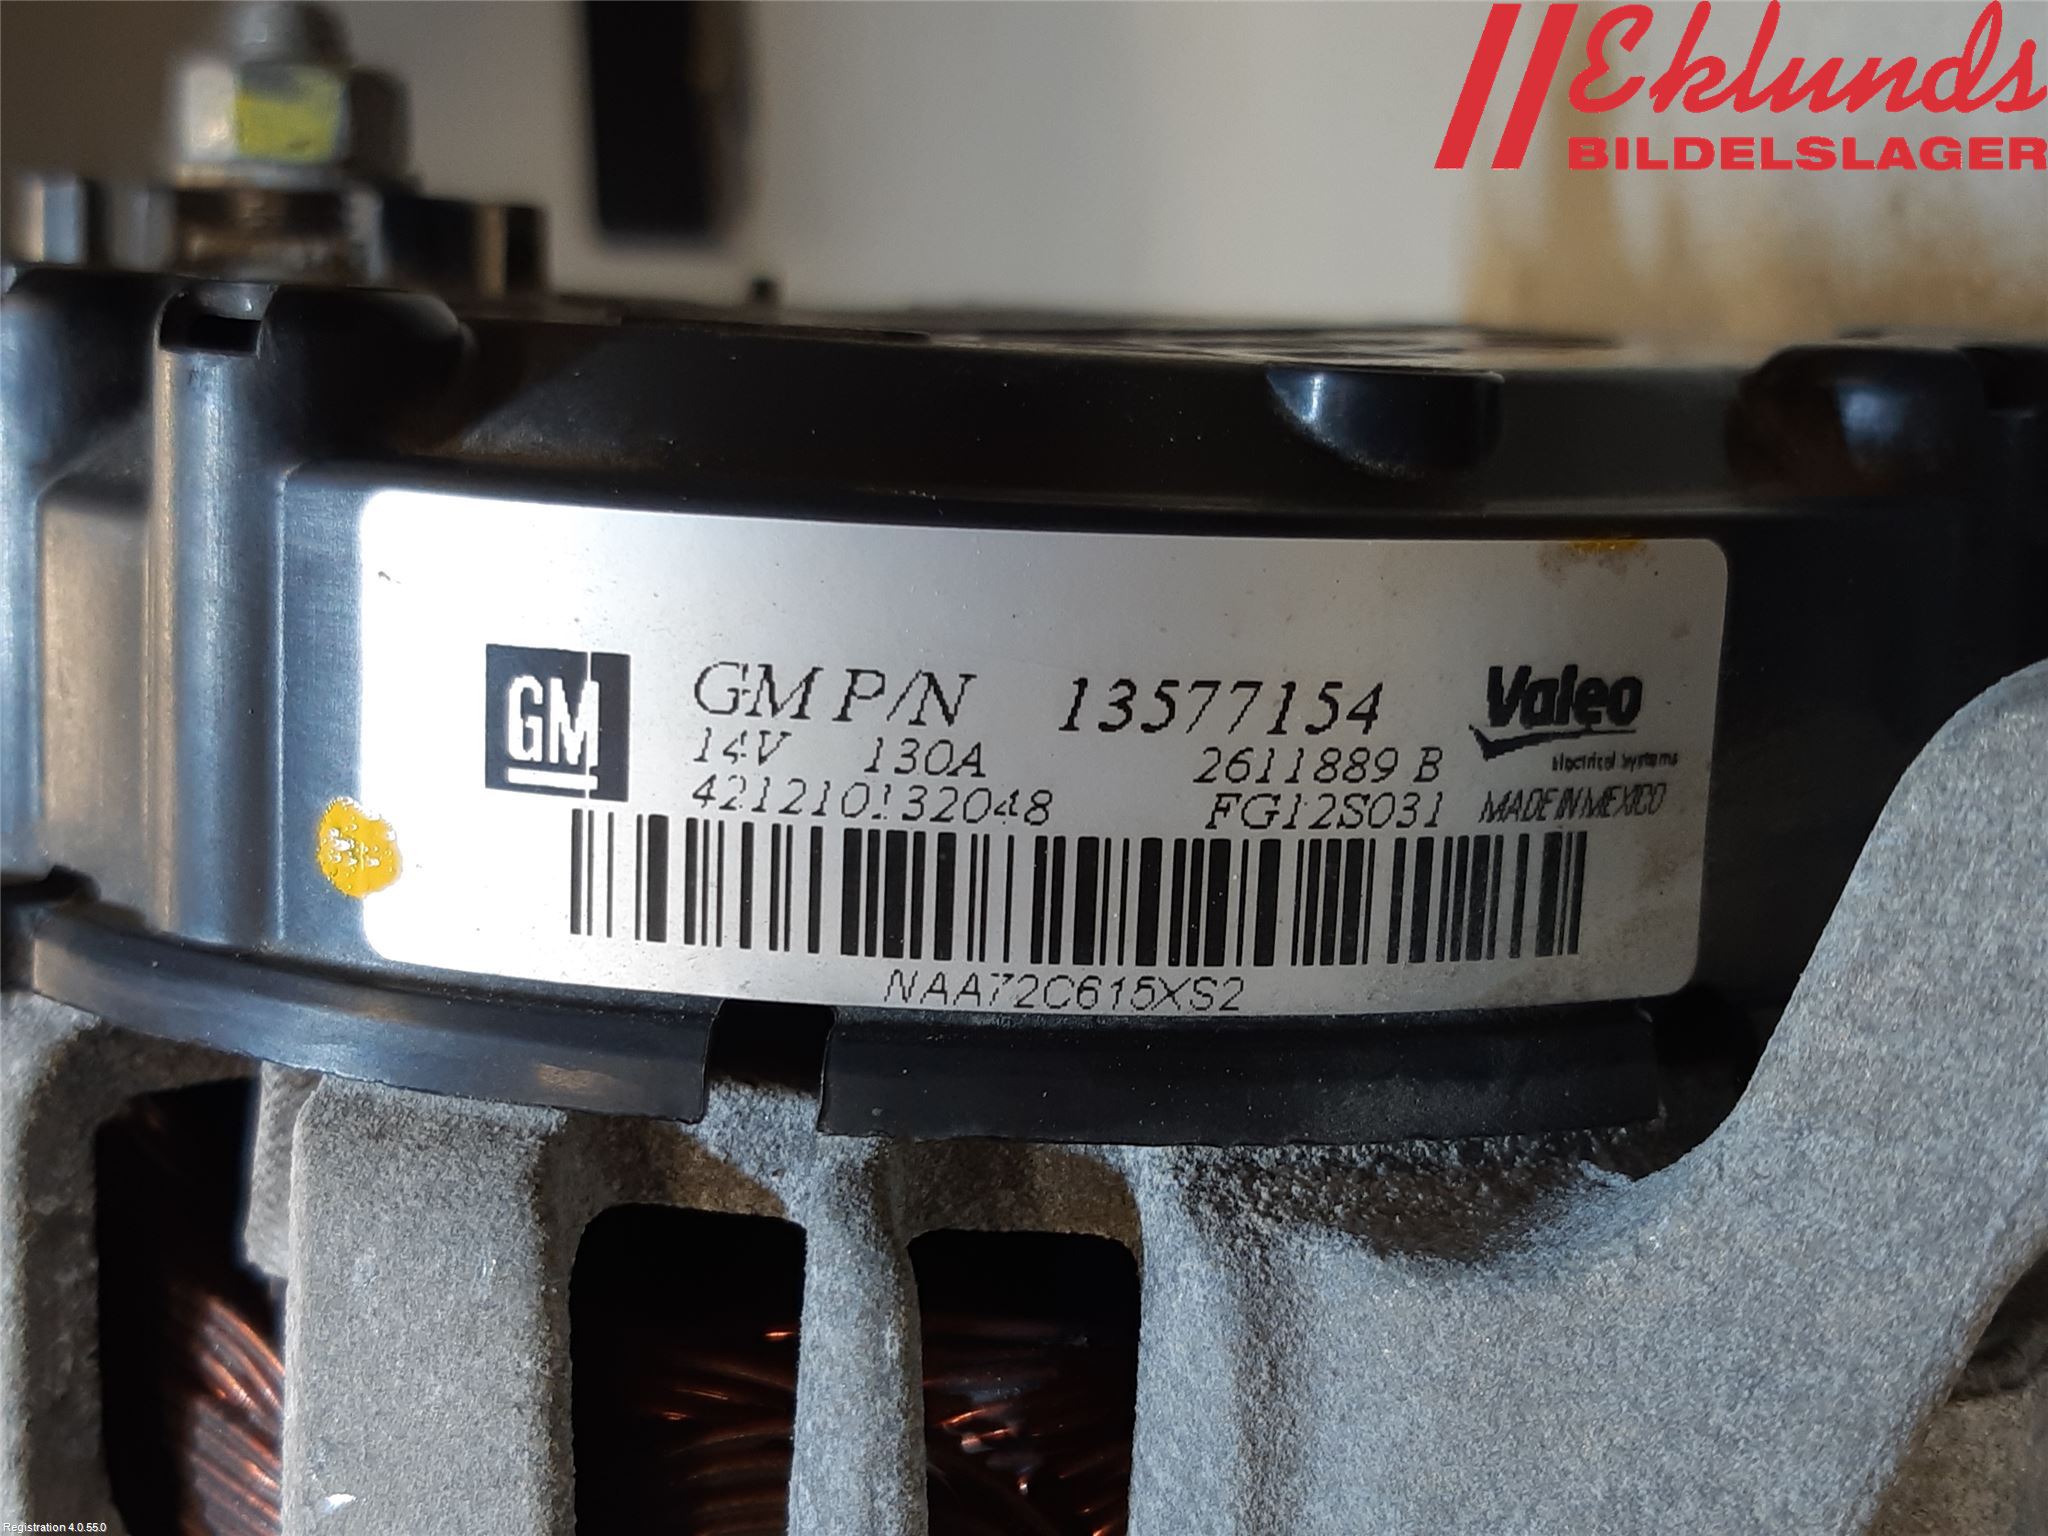 Eklunds
BILDELSLAGER
GM
GM P/N 13577154
Valeo
Electrical Systems
14V 130A 2611889 B
421210132048 FG12S031 MADE IN MEXICO
NAA72C615XS2
Registration 4.0.55.0